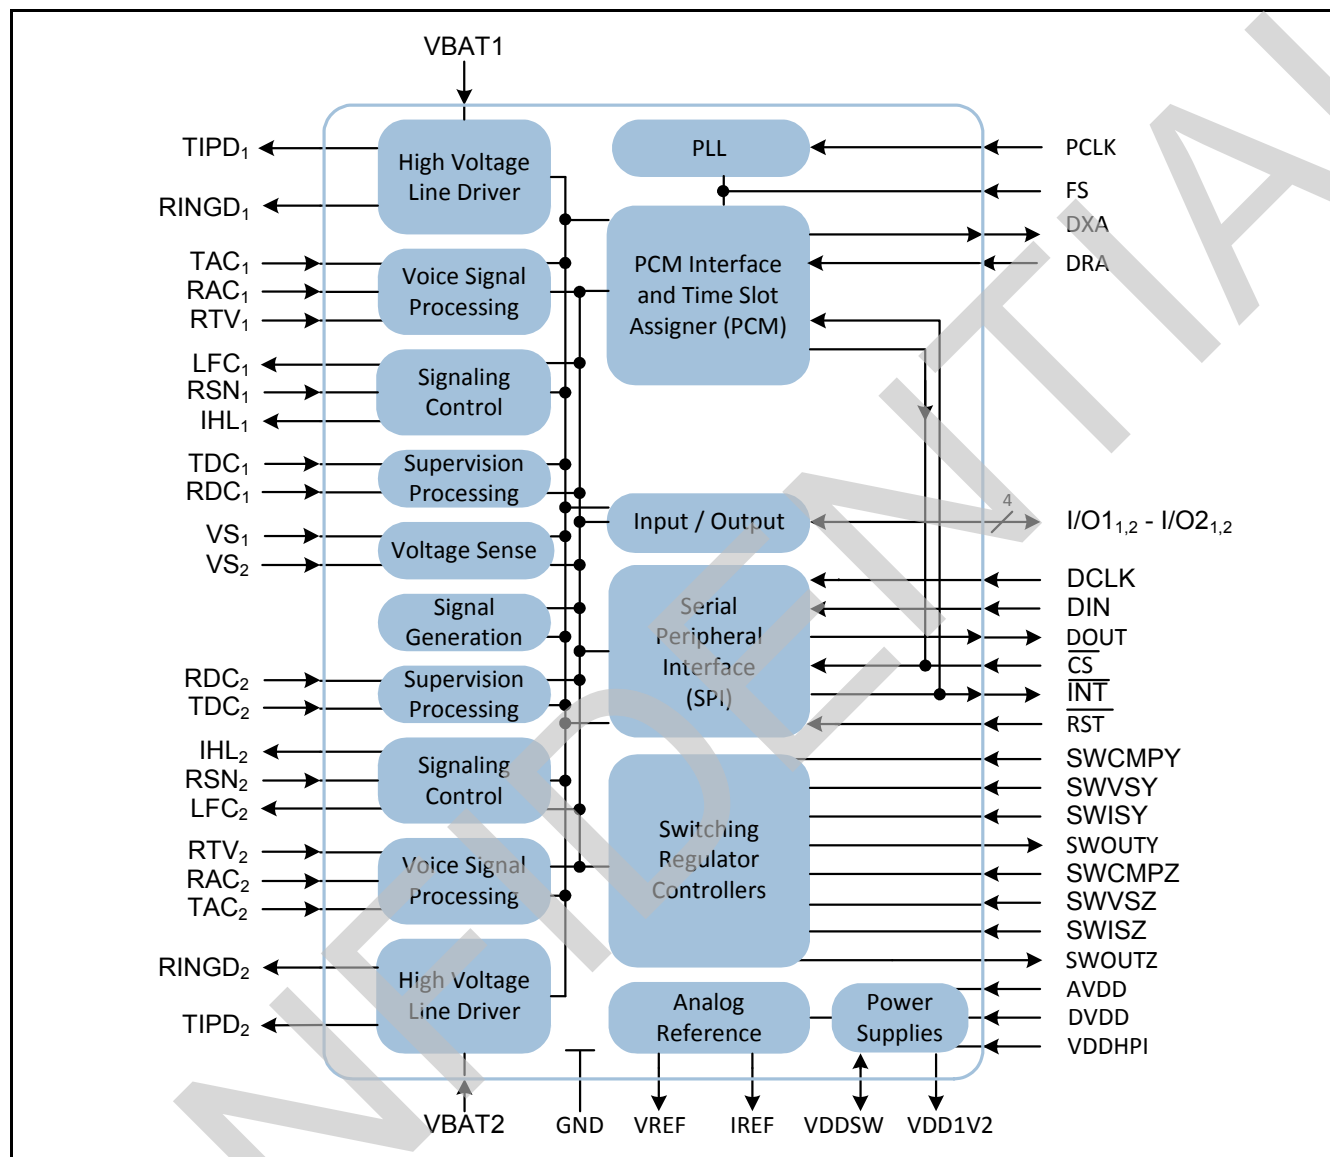 VBAT1
TIPD₁
RINGD₁
TAC₁
RAC₁
RTV₁
LFC₁
RSN₁
IHL₁
TDC₁
RDC₁
VS₁
VS₂
RDC₂
TDC₂
IHL₂
RSN₂
LFC₂
RTV₂
RAC₂
TAC₂
RINGD₂
TIPD₂
High Voltage
Line Driver
Voice Signal
Processing
Signaling
Control
Supervision
Processing
Voltage Sense
Signal
Generation
Supervision
Processing
Signaling
Control
Voice Signal
Processing
High Voltage
Line Driver
PLL
PCM Interface
and Time Slot
Assigner (PCM)
Input / Output
Serial
Peripheral
Interface
(SPI)
Switching
Regulator
Controllers
Analog
Reference
Power
Supplies
PCLK
FS
DXA
DRA
4
I/O1₁,₂ - I/O2₁,₂
DCLK
DIN
DOUT
CS
INT
RST
SWCMPY
SWVSY
SWISY
SWOUTY
SWCMPZ
SWVSZ
SWISZ
SWOUTZ
AVDD
DVDD
VDDHPI
VBAT2
GND
VREF
IREF
VDDSW
VDD1V2
NFIDENTIAL